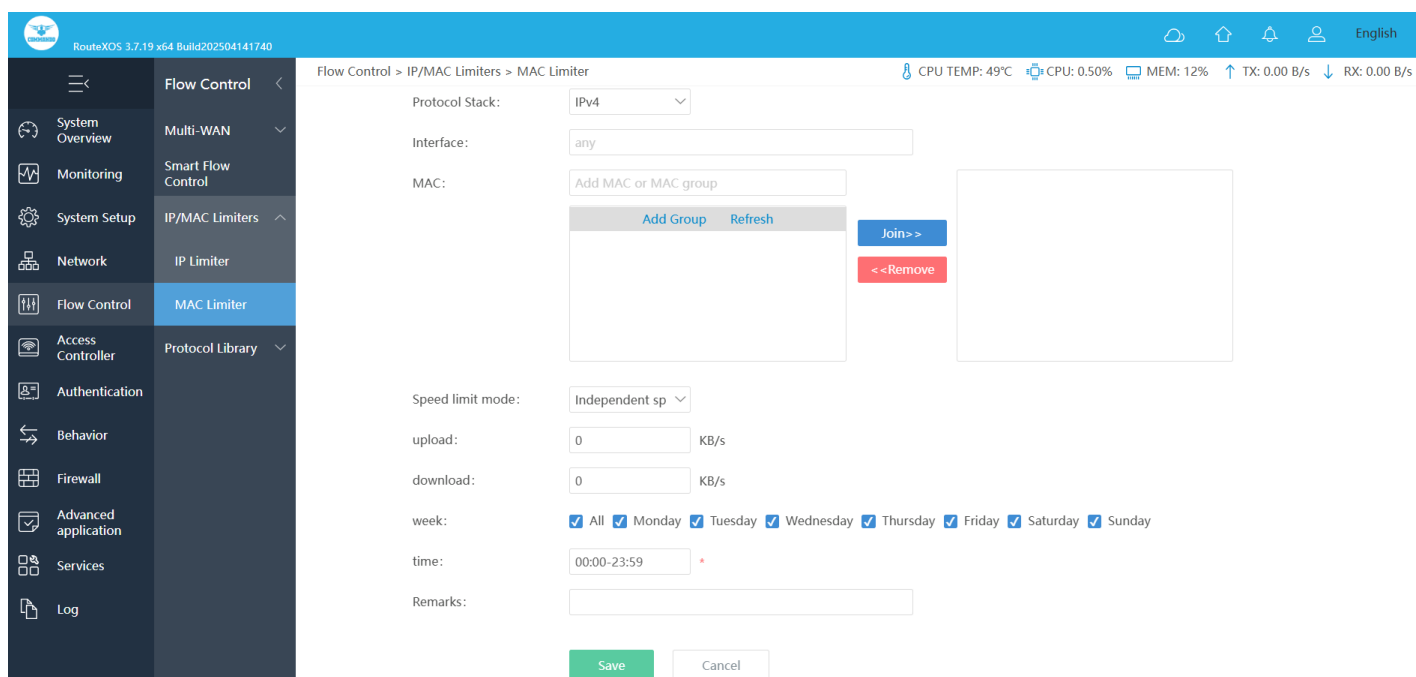 COMMANDO
RouteXOS 3.7.19 x64 Build202504141740
English
Flow Control
Flow Control > IP/MAC Limiters > MAC Limiter
CPU TEMP: 49℃ CPU: 0.50% MEM: 12% TX: 0.00 B/s RX: 0.00 B/s
System
Overview
Monitoring
System Setup
Network
Flow Control
Access
Controller
Authentication
Behavior
Firewall
Advanced
application
Services
Log
Multi-WAN
Smart Flow
Control
IP/MAC Limiters
IP Limiter
MAC Limiter
Protocol Library
Protocol Stack: IPv4
Interface: any
MAC: Add MAC or MAC group
Add Group Refresh
Join>>
<<Remove
Speed limit mode: Independent sp
upload: 0 KB/s
download: 0 KB/s
week: All Monday Tuesday Wednesday Thursday Friday Saturday Sunday
time: 00:00-23:59 *
Remarks:
Save Cancel